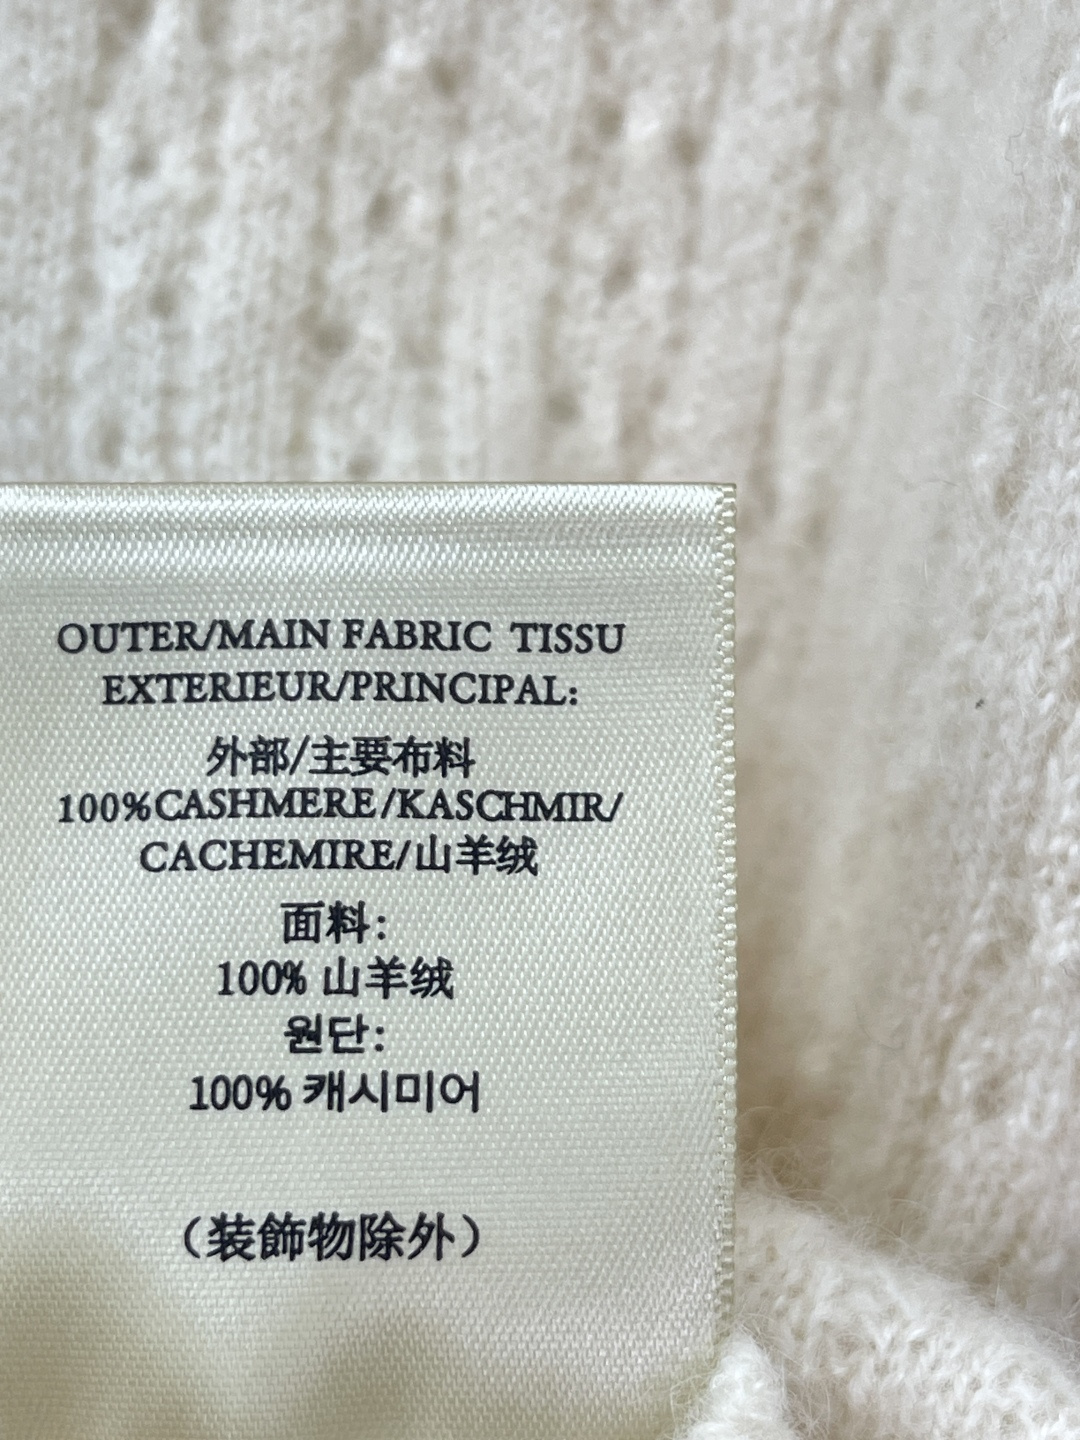 OUTER/MAIN FABRIC TISSU
EXTERIEUR/PRINCIPAL:
外部/主要布料
100%CASHMERE/KASCHMIR/
CACHEMIRE/山羊绒
面料:
100% 山羊绒
원단:
100% 캐시미어
（装飾物除外）